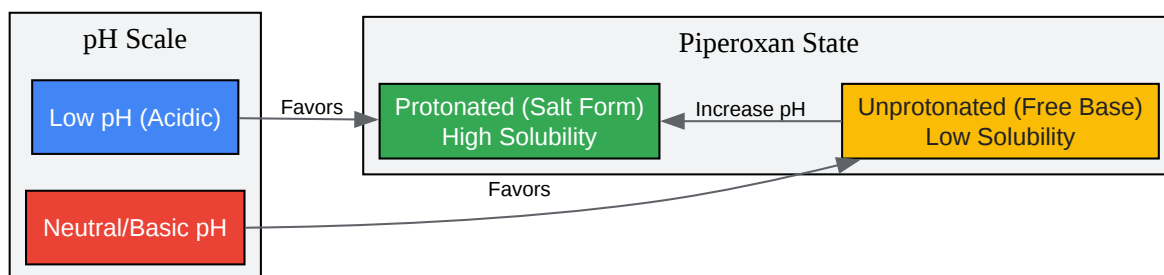 pH Scale
Low pH (Acidic)
Neutral/Basic pH
Favors
Favors
Piperoxan State
Protonated (Salt Form)
High Solubility
Increase pH
Unprotonated (Free Base)
Low Solubility